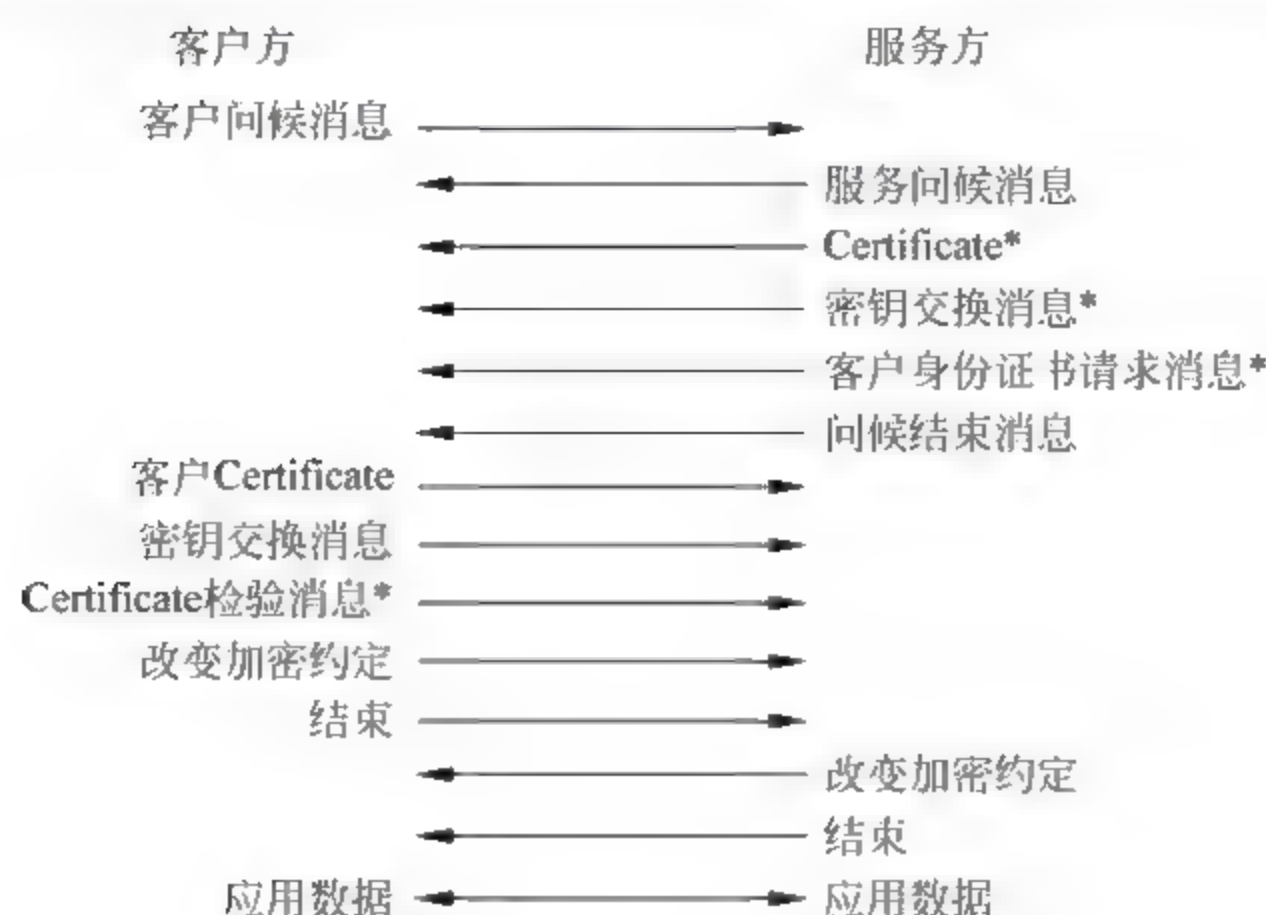 客户方 服务方
客户问候消息
服务问候消息
Certificate*
密钥交换消息*
客户身份证书请求消息*
问候结束消息
客户Certificate
密钥交换消息
Certificate检验消息*
改变加密约定
结束
改变加密约定
结束
应用数据 应用数据